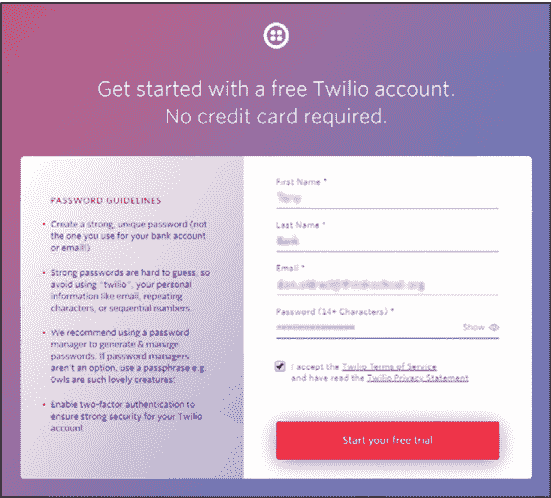 Get started with a free Twilio account.
No credit card required.
PASSWORD GUIDELINES
Create a strong, unique password (not
the one you use for your bank account
or email!)
Strong passwords are hard to guess, so
avoid using "twilio", your personal
information like email, repeating
characters, or sequential numbers.
We recommend using a password
manager to generate & manage
passwords. If password managers
aren't an option, use a passphrase e.g.
Owls are such lovely creatures!
Enable two-factor authentication to
ensure strong security for your Twilio
account
First Name *
Last Name *
Email *
Password (14+ Characters) *
Show
I accept the Twilio Terms of Service
and have read the Twilio Privacy Statement
Start your free trial